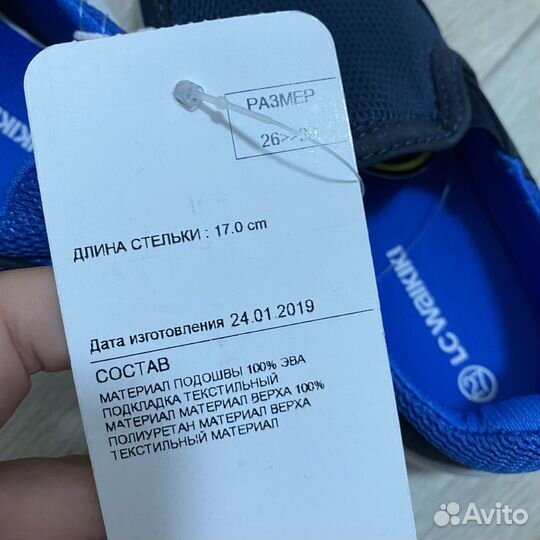 РАЗМЕР
26>>
ДЛИНА СТЕЛЬКИ : 17.0 cm
Дата изготовления 24.01.2019
СОСТАВ
МАТЕРИАЛ ПОДОШВЫ 100% ЭВА
ПОДКЛАДКА ТЕКСТИЛЬНЫЙ
МАТЕРИАЛ МАТЕРИАЛ ВЕРХА 100%
ПОЛИУРЕТАН МАТЕРИАЛ ВЕРХА
ТЕКСТИЛЬНЫЙ МАТЕРИАЛ
LC WAIKIKI
Avito